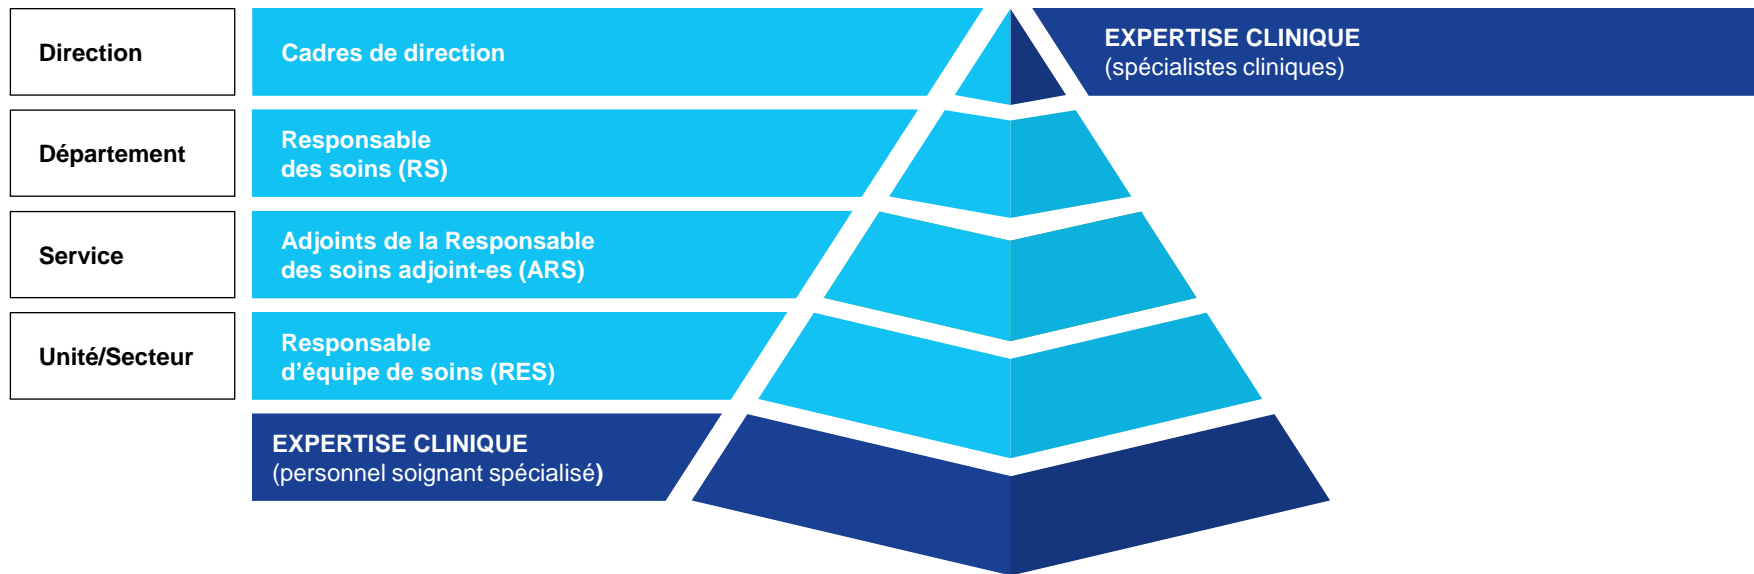 Direction
Cadres de direction
EXPERTISE CLINIQUE
(spécialistes cliniques)
Département
Responsable
des soins (RS)
Service
Adjoints de la Responsable
des soins adjoint-es (ARS)
Unité/Secteur
Responsable
d’équipe de soins (RES)
EXPERTISE CLINIQUE
(personnel soignant spécialisé)